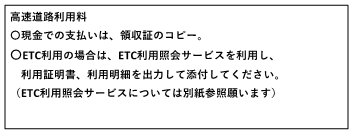 高速道路利用料
〇現金での支払いは、領収証のコピー。
〇ETC利用の場合は、ETC利用照会サービスを利用し、
利用証明書、利用明細を出力して添付してください。
（ETC利用照会サービスについては別紙参照願います）